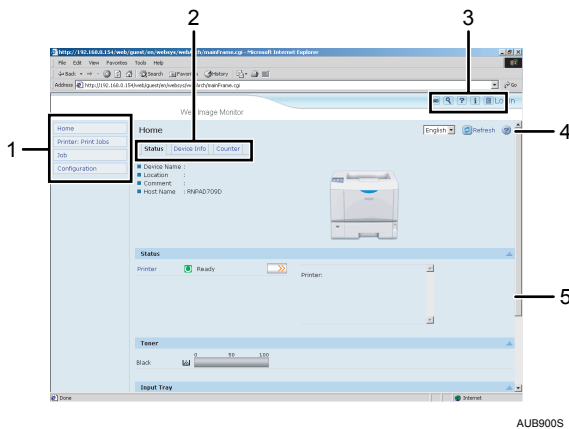 2
3
http://192.168.0.154/web/guest/en/websys/webArch/mainFrame.cgi - Microsoft Internet Explorer
File Edit View Favorites Tools Help
Back Search Favorites History
Address http://192.168.0.154/web/guest/en/websys/webArch/mainFrame.cgi Go
Login
Web Image Monitor
1
Home
Printer: Print Jobs
Job
Configuration
Home
English Refresh ?
4
Status Device Info Counter
Device Name :
Location :
Comment :
Host Name : RNPAD709D
Status
Printer Ready
Printer:
5
Toner
0 50 100
Black
Input Tray
Done Internet
AUB900S